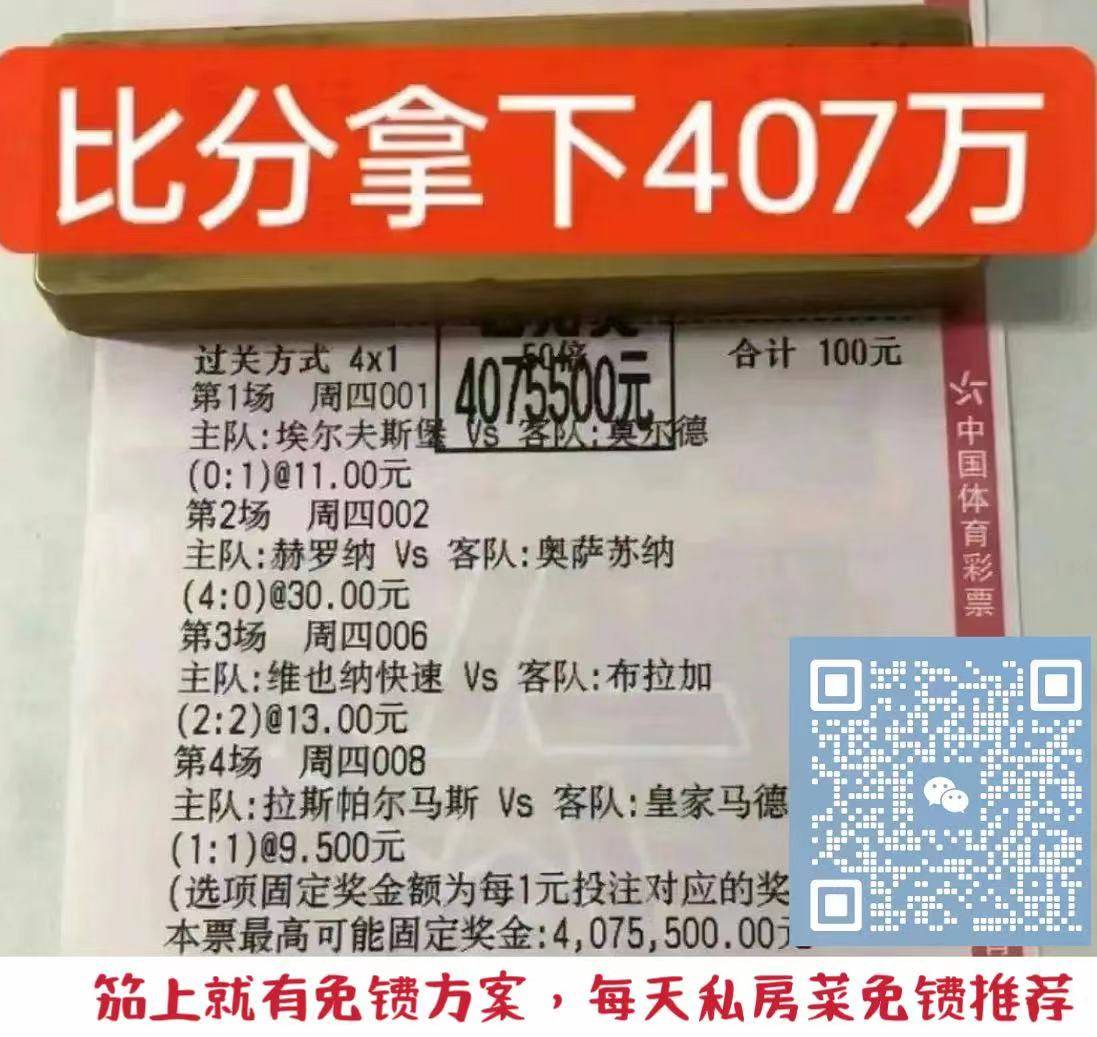 比分拿下407万
过关方式 4x1
50倍
合计 100元
4075500元
第1场 周四001
主队:埃尔夫斯堡 Vs 客队:莫尔德
(0:1)@11.00元
第2场 周四002
主队:赫罗纳 Vs 客队:奥萨苏纳
(4:0)@30.00元
第3场 周四006
主队:维也纳快速 Vs 客队:布拉加
(2:2)@13.00元
第4场 周四008
主队:拉斯帕尔马斯 Vs 客队:皇家马德
(1:1)@9.500元
(选项固定奖金额为每1元投注对应的奖
本票最高可能固定奖金:4,075,500.00元
中国体育彩票
笳上就有免费方案，每天私房菜免费推荐